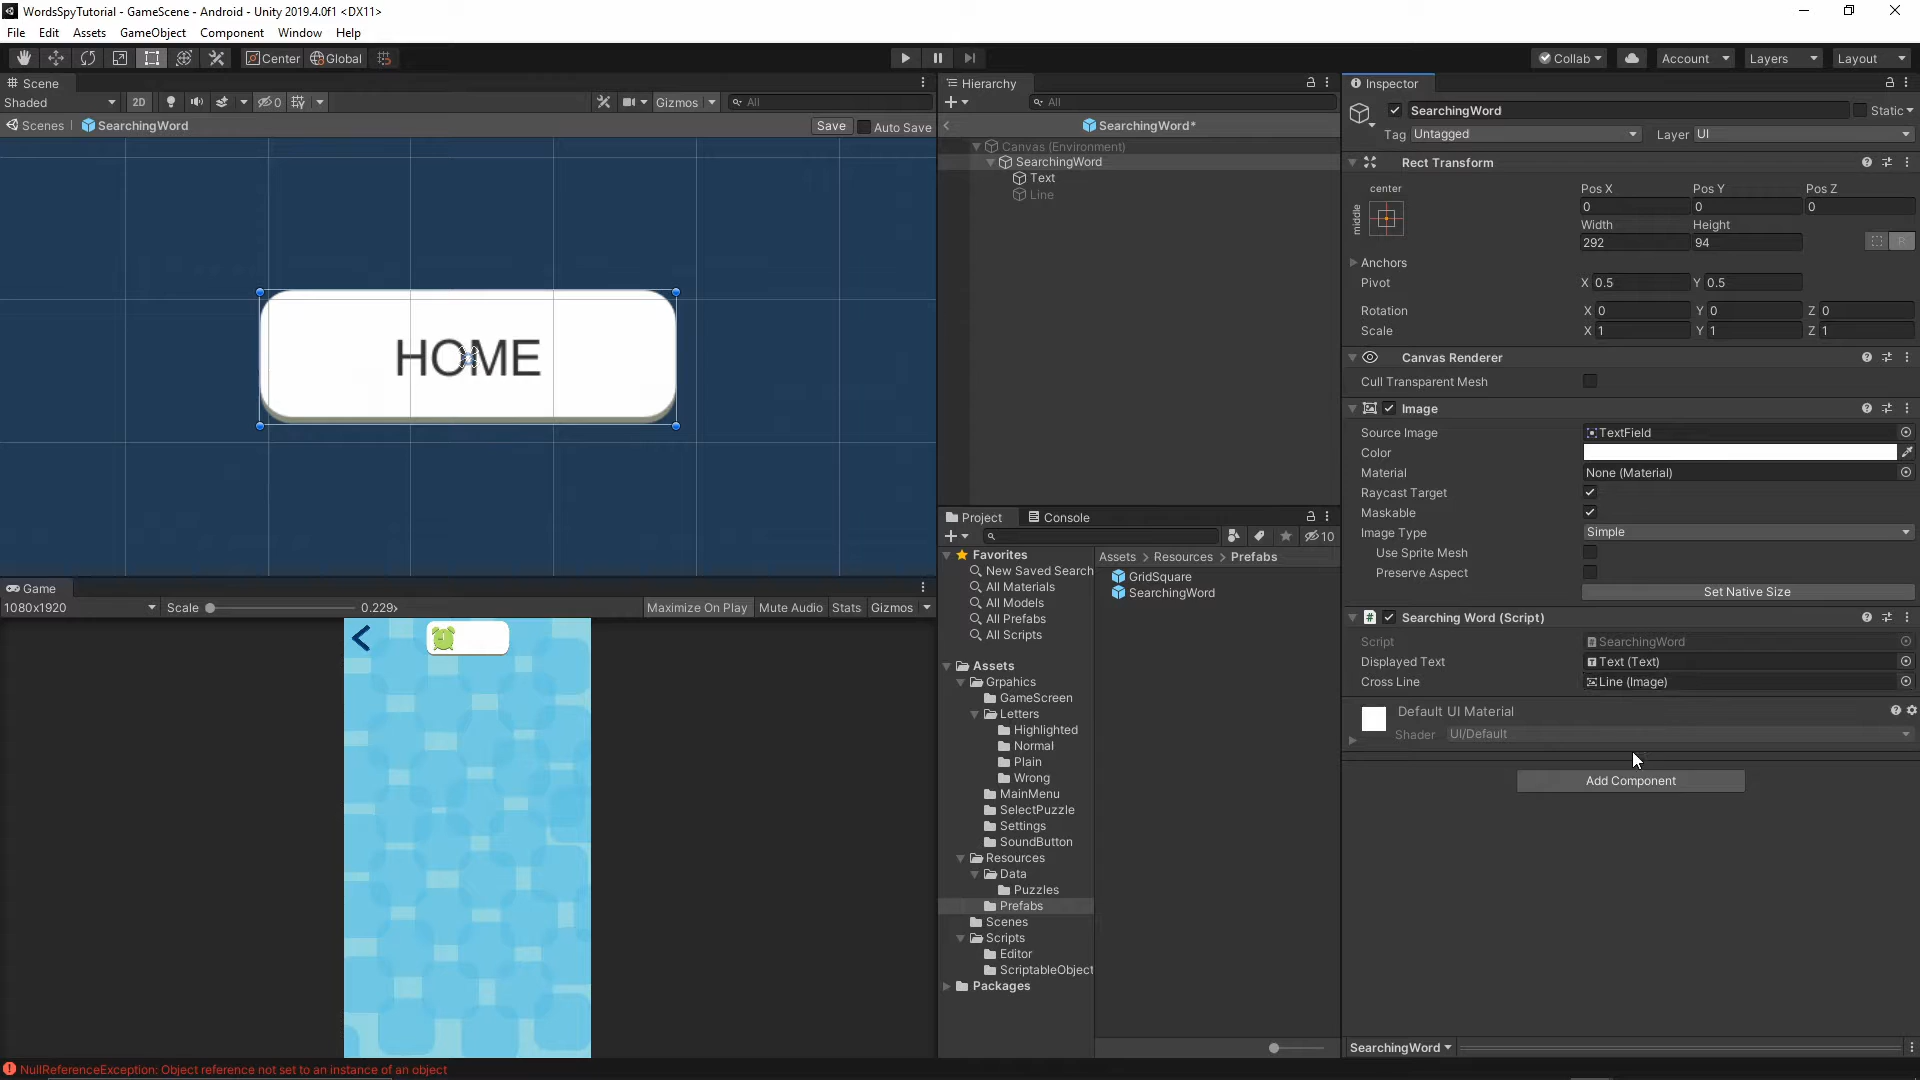 WordsSpyTutorial - GameScene - Android - Unity 2019.4.0f1 <DX11>
File Edit Assets GameObject Component Window Help
Center Global Collab Account Layers Layout
Scene
Shaded 2D 0 Gizmos All
Scenes SearchingWord Save Auto Save
HOME
Game
1080x1920 Scale 0.229x Maximize On Play Mute Audio Stats Gizmos
Hierarchy
All
SearchingWord*
Canvas (Environment)
SearchingWord
Text
Line
Project Console
10
Favorites
New Saved Search
All Materials
All Models
All Prefabs
All Scripts
Assets
Grpahics
GameScreen
Letters
Highlighted
Normal
Plain
Wrong
MainMenu
SelectPuzzle
Settings
SoundButton
Resources
Data
Puzzles
Prefabs
Scenes
Scripts
Editor
ScriptableObject
Packages
Assets > Resources > Prefabs
GridSquare
SearchingWord
Inspector
SearchingWord Static
Tag Untagged Layer UI
Rect Transform
center Pos X Pos Y Pos Z
middle 0 0 0
Width Height
292 94 R
Anchors
Pivot X 0.5 Y 0.5
Rotation X 0 Y 0 Z 0
Scale X 1 Y 1 Z 1
Canvas Renderer
Cull Transparent Mesh
Image
Source Image TextField
Color
Material None (Material)
Raycast Target
Maskable
Image Type Simple
Use Sprite Mesh
Preserve Aspect
Set Native Size
Searching Word (Script)
Script SearchingWord
Displayed Text Text (Text)
Cross Line Line (Image)
Default UI Material
Shader UI/Default
Add Component
SearchingWord
NullReferenceException: Object reference not set to an instance of an object